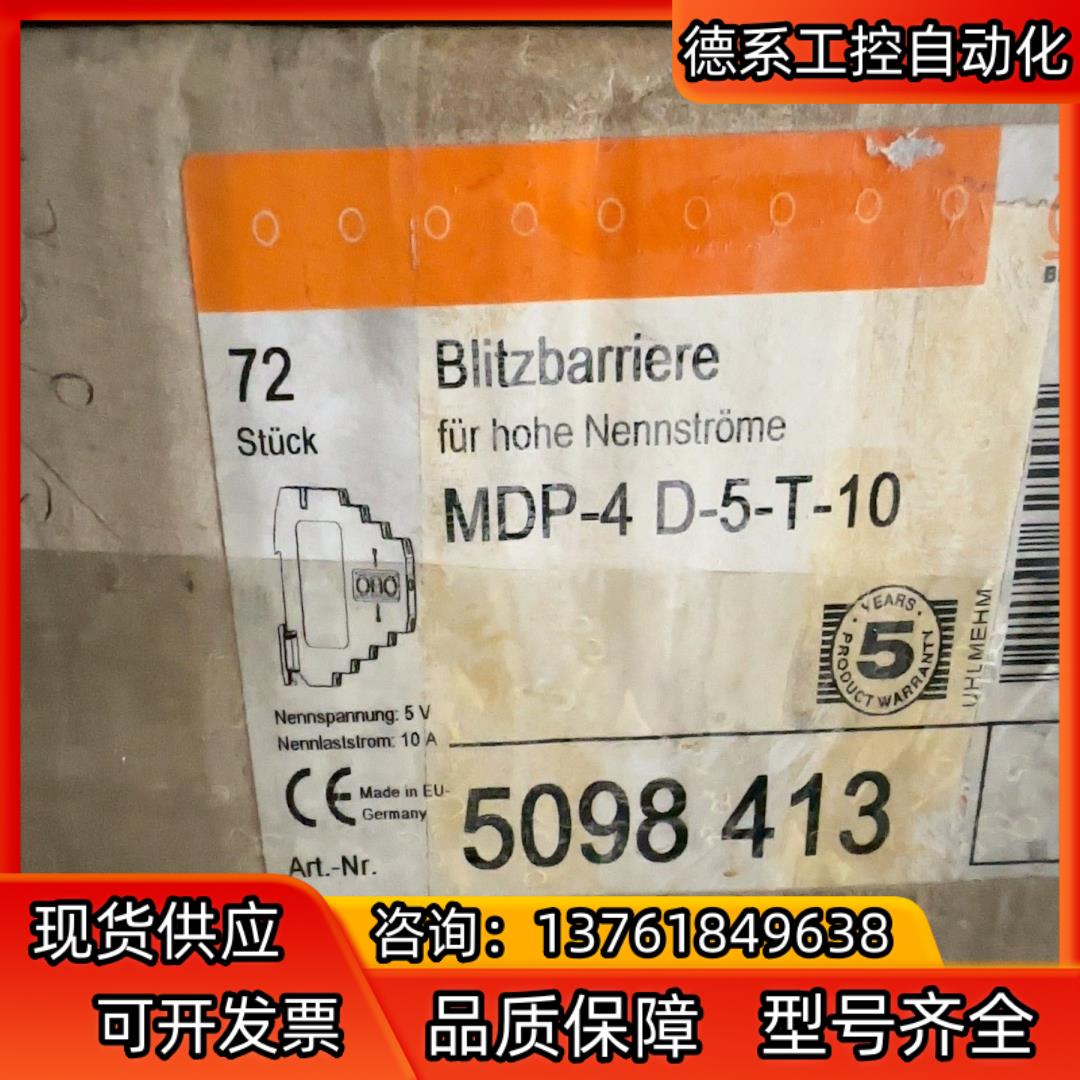 德系工控自动化
72
Stück
Blitzbarriere
für hohe Nennströme
MDP-4 D-5-T-10
OBO
YEARS
5
PRODUCT WARRANTY
UHLMEHM
Nennspannung: 5 V
Nennlaststrom: 10 A
CE
Made in EU-
Germany
Art.-Nr.
5098 413
现货供应
咨询：13761849638
可开发票
品质保障
型号齐全